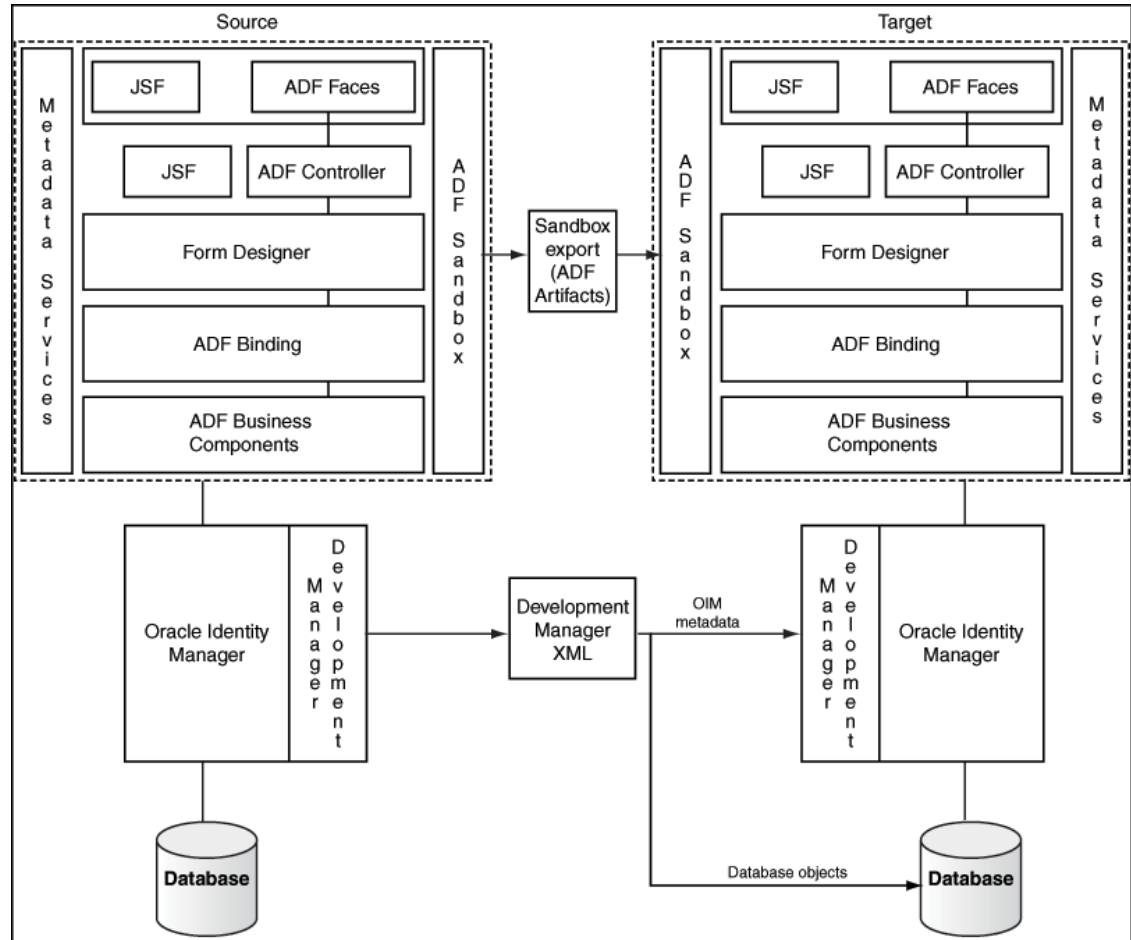 Source
Target
Metadata Services
JSF
ADF Faces
JSF
ADF Controller
Form Designer
ADF Binding
ADF Business
Components
ADF Sandbox
Sandbox
export
(ADF
Artifacts)
ADF Sandbox
JSF
ADF Faces
JSF
ADF Controller
Form Designer
ADF Binding
ADF Business
Components
Metadata Services
Oracle Identity
Manager
Development
Manager
Development
Manager
XML
OIM
metadata
Development
Manager
Oracle Identity
Manager
Database
Database objects
Database